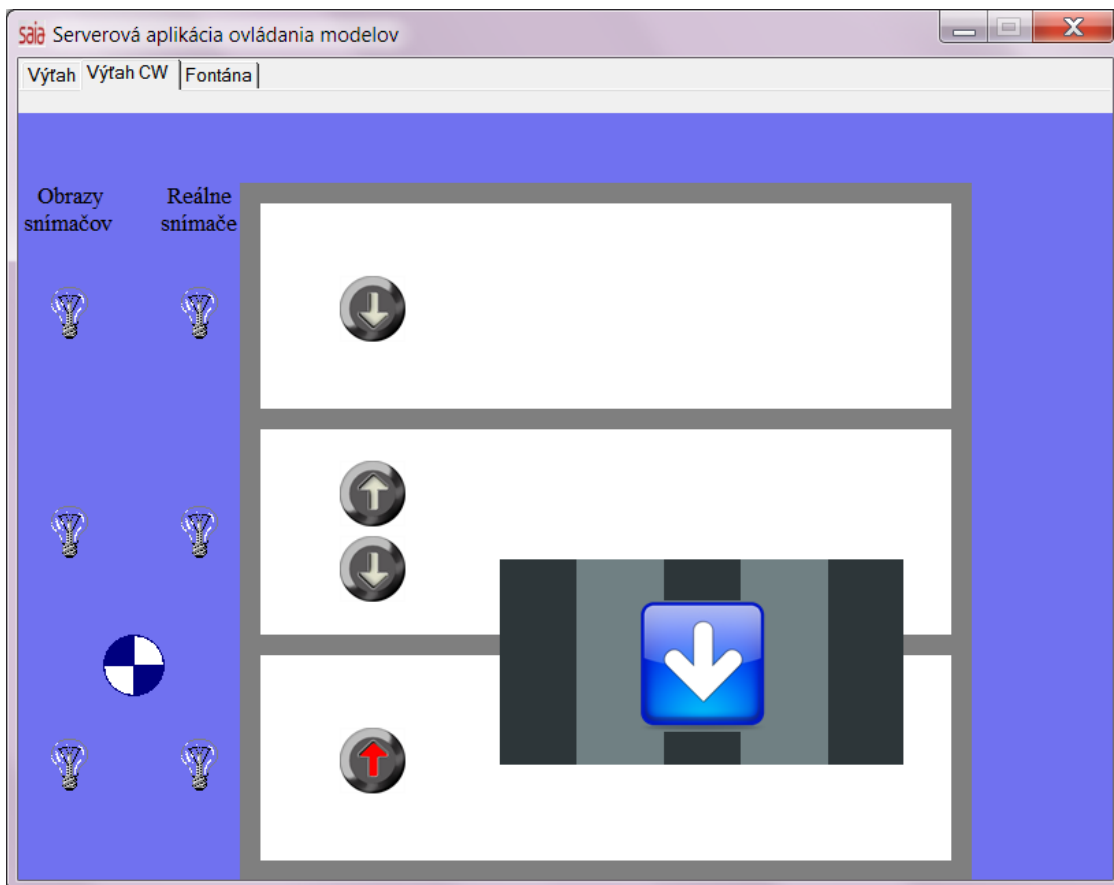 saia Serverová aplikácia ovládania modelov
Výťah Výťah CW Fontána
Obrazy snímačov
Reálne snímače